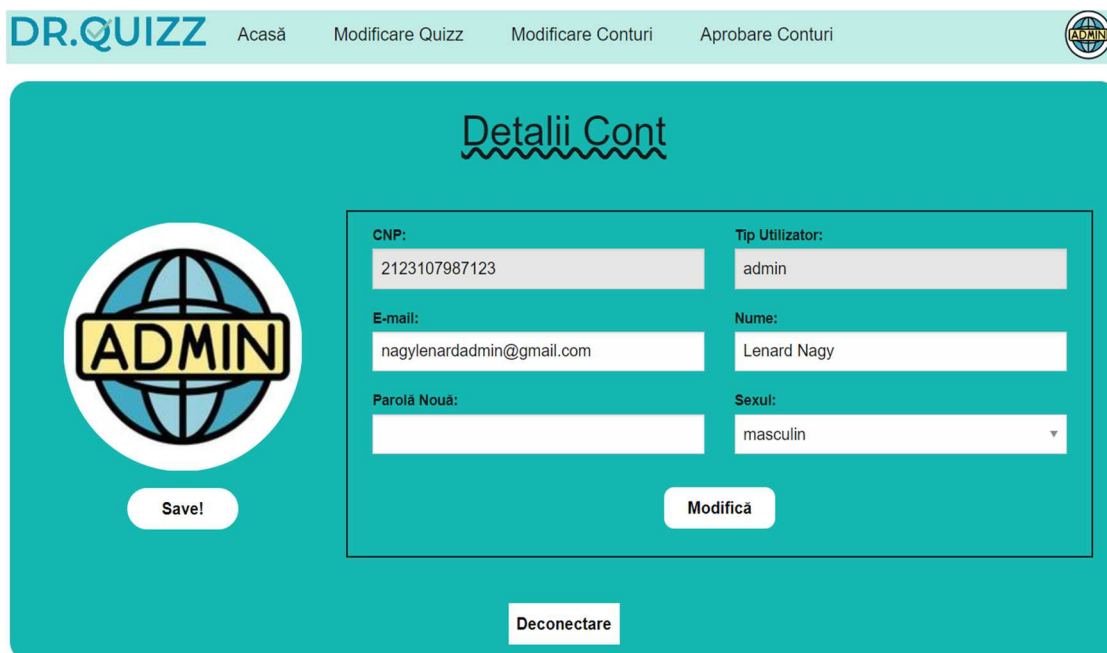 DR.QUIZZ Acasă Modificare Quizz Modificare Conturi Aprobare Conturi ADMIN
Detalii Cont
ADMIN
Save!
CNP: Tip Utilizator:
2123107987123 admin
E-mail: Nume:
nagylenardadmin@gmail.com Lenard Nagy
Parolă Nouă: Sexul:
masculin
Modifică
Deconectare